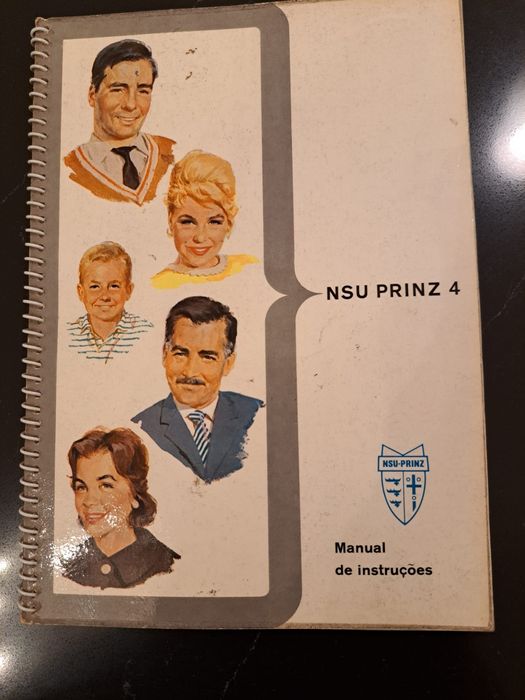 NSU PRINZ 4
NSU-PRINZ
Manual
de instruções